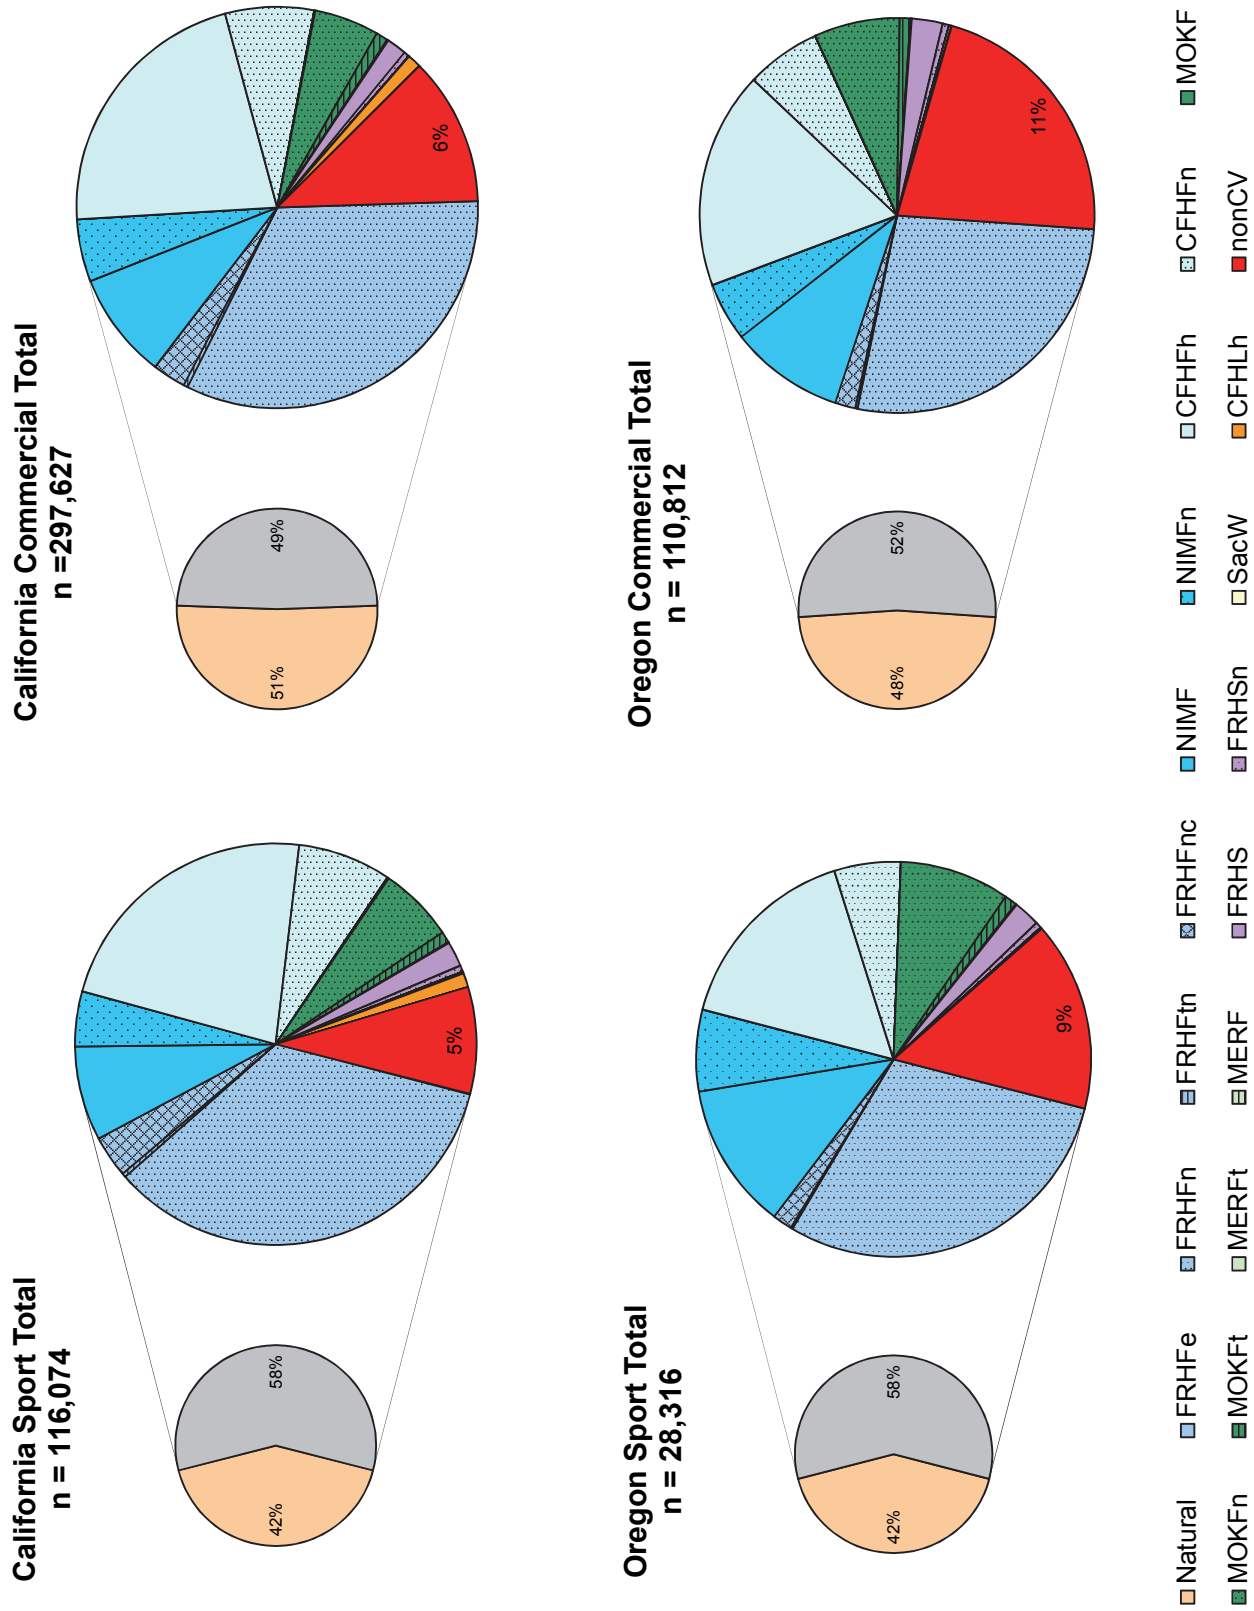 California Sport Total
n = 116,074
42%
58%
5%
California Commercial Total
n =297,627
51%
49%
6%
Oregon Sport Total
n = 28,316
42%
58%
9%
Oregon Commercial Total
n = 110,812
48%
52%
11%
Natural FRHFe FRHFn FRHFtn FRHFnc NIMF NIMFn CFHFh CFHFn MOKF
MOKFn MOKFt MERFt MERF FRHS FRHSn SacW CFHLh nonCV